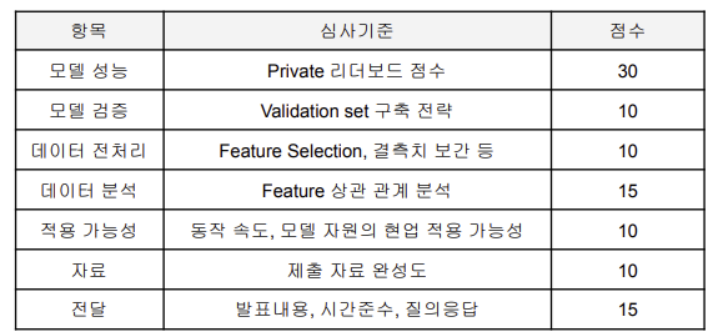 항목 심사기준 점수
모델 성능 Private 리더보드 점수 30
모델 검증 Validation set 구축 전략 10
데이터 전처리 Feature Selection, 결측치 보간 등 10
데이터 분석 Feature 상관 관계 분석 15
적용 가능성 동작 속도, 모델 자원의 현업 적용 가능성 10
자료 제출 자료 완성도 10
전달 발표내용, 시간준수, 질의응답 15